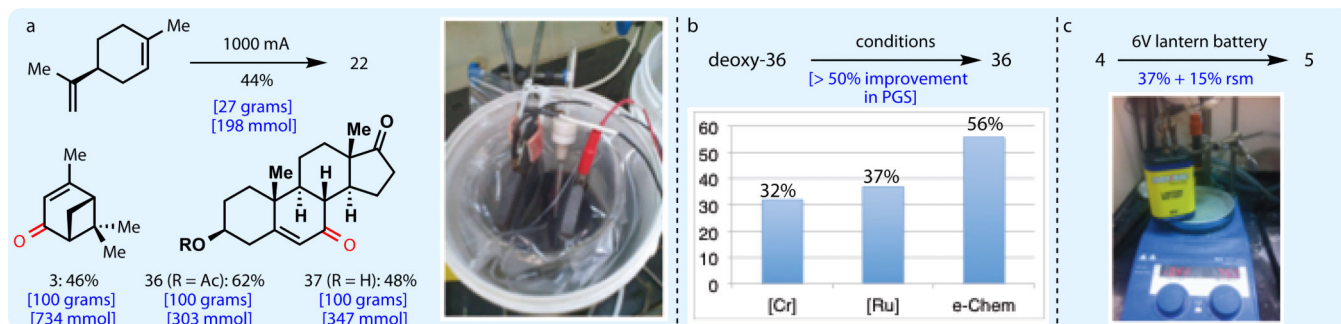 a
Me
1000 mA
44%
22
[27 grams]
[198 mmol]
Me
Me
O
Me
Me
O
Me
Me
H
H
H
RO
O
3: 46%
[100 grams]
[734 mmol]
36 (R = Ac): 62%
[100 grams]
[303 mmol]
37 (R = H): 48%
[100 grams]
[347 mmol]
b
deoxy-36
conditions
36
[> 50% improvement
in PGS]
60
50
40
30
20
10
0
32%
37%
56%
[Cr]
[Ru]
e-Chem
c
4
6V lantern battery
5
37% + 15% rsm